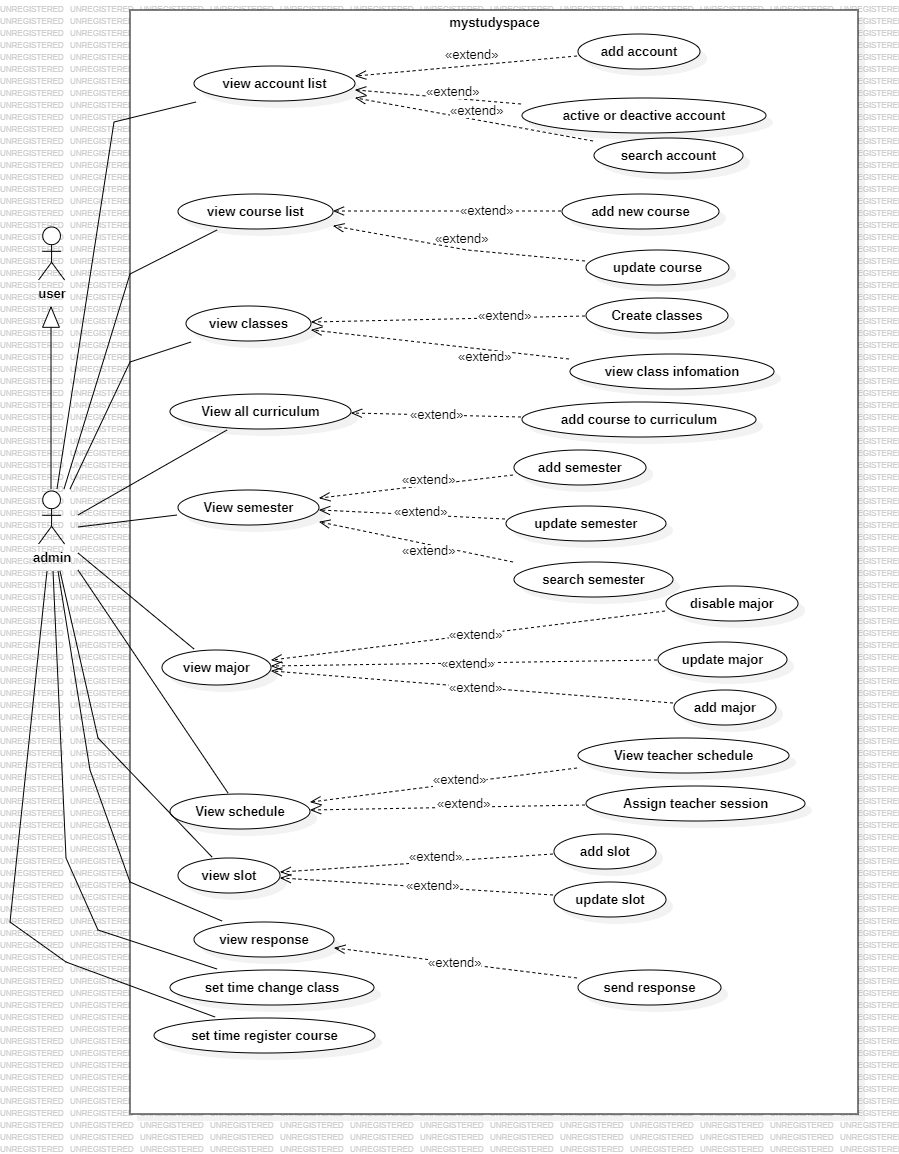 mystudyspace
«extend»
add account
view account list
«extend»
active or deactive account
«extend»
search account
view course list
«extend»
add new course
«extend»
update course
user
view classes
«extend»
Create classes
«extend»
view class infomation
View all curriculum
«extend»
add course to curriculum
add semester
«extend»
View semester
«extend»
update semester
«extend»
search semester
admin
disable major
«extend»
view major
«extend»
update major
«extend»
add major
View teacher schedule
«extend»
View schedule
«extend»
Assign teacher session
add slot
«extend»
view slot
«extend»
update slot
view response
«extend»
send response
set time change class
set time register course
UNREGISTERED